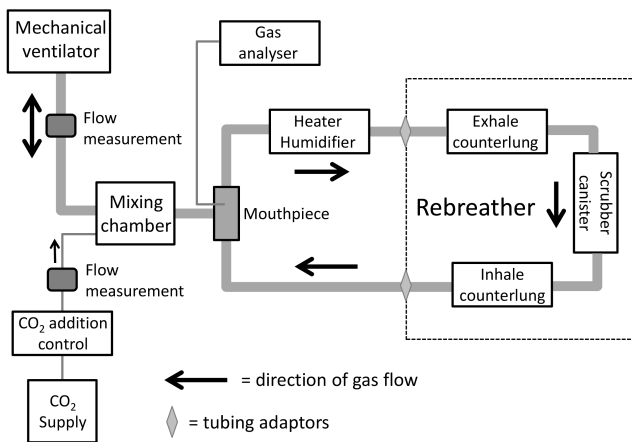 Mechanical
ventilator
Gas
analyser
Flow
measurement
Heater
Humidifier
Exhale
counterlung
Mixing
chamber
Mouthpiece
Rebreather
Scrubber
canister
Flow
measurement
Inhale
counterlung
CO₂ addition
control
CO₂
Supply
= direction of gas flow
= tubing adaptors